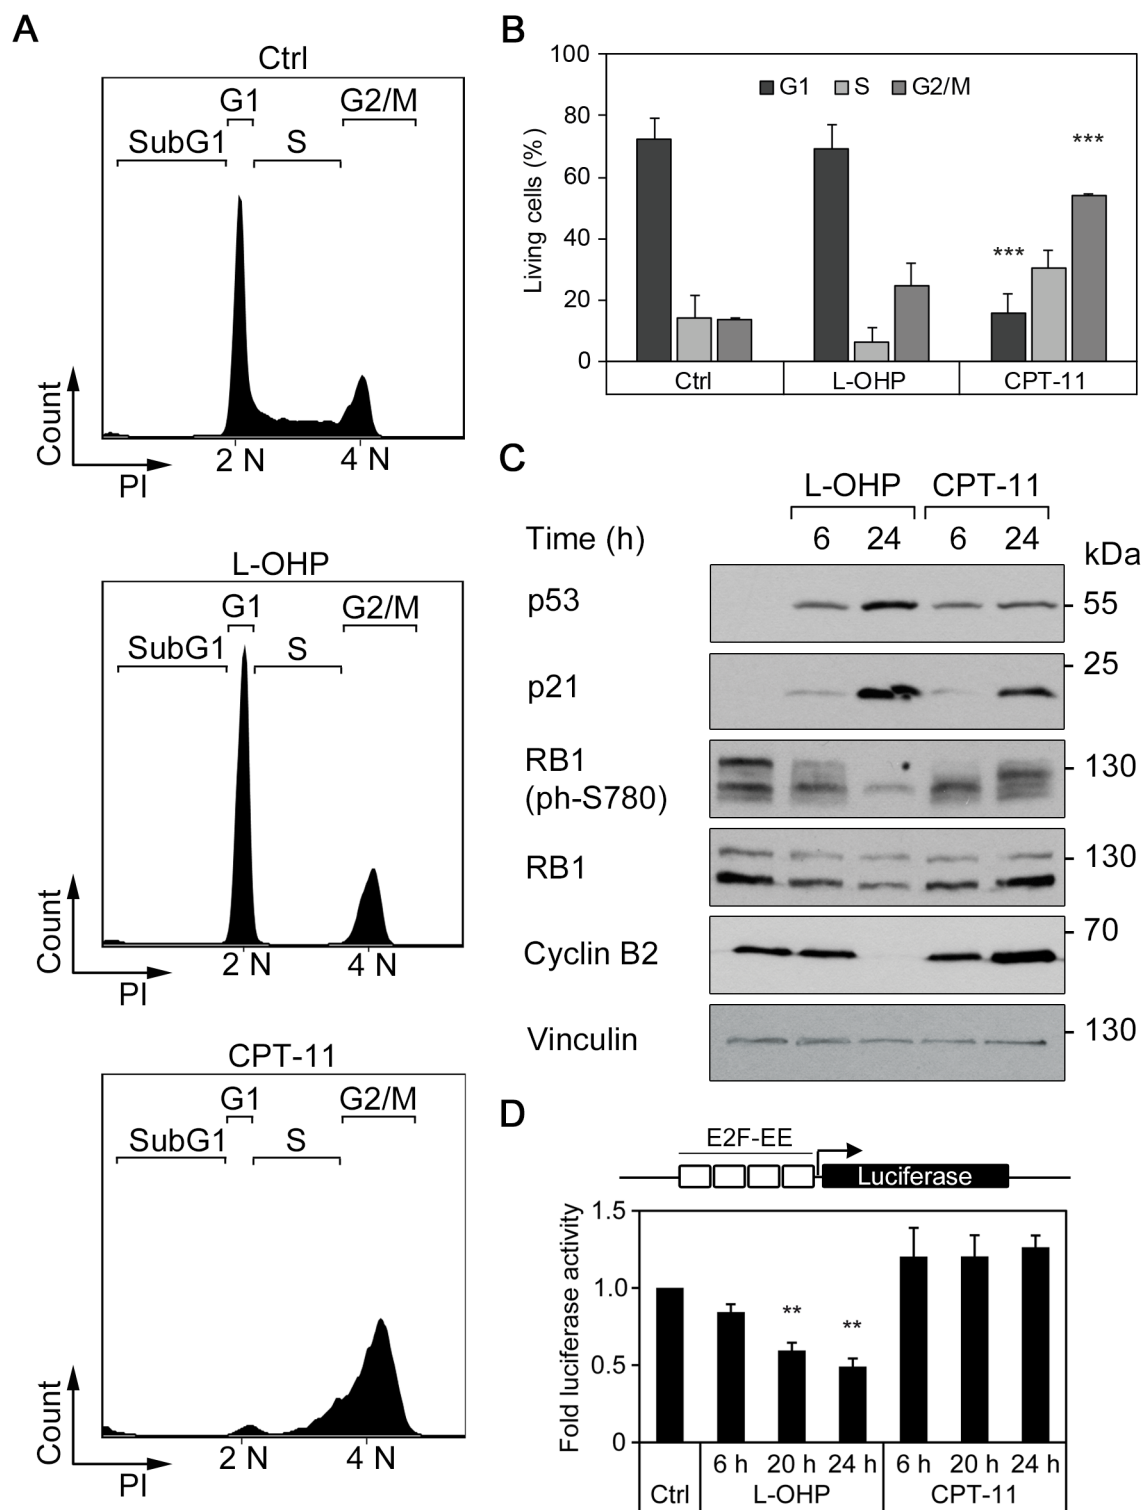 A
Ctrl
G1
G2/M
SubG1
S
Count
2 N
4 N
PI
L-OHP
G1
G2/M
SubG1
S
Count
2 N
4 N
PI
CPT-11
G1
G2/M
SubG1
S
Count
2 N
4 N
PI
B
100
80
60
40
20
0
Living cells (%)
G1 S G2/M
***
***
Ctrl L-OHP CPT-11
C
L-OHP CPT-11
Time (h) 6 24 6 24 kDa
p53 55
p21 25
RB1 130
(ph-S780)
RB1 130
Cyclin B2 70
Vinculin 130
D
E2F-EE
Luciferase
Fold luciferase activity
1.5
1.0
0.5
0
**
**
6 h 20 h 24 h 6 h 20 h 24 h
Ctrl L-OHP CPT-11